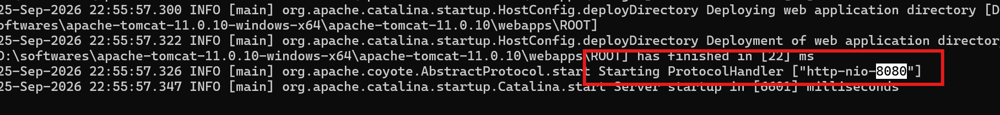 25-Sep-2026 22:55:57.300 INFO [main] org.apache.catalina.startup.HostConfig.deployDirectory Deploying web application directory [D
softwares\apache-tomcat-11.0.10-windows-x64\apache-tomcat-11.0.10\webapps\ROOT]
25-Sep-2026 22:55:57.322 INFO [main] org.apache.catalina.startup.HostConfig.deployDirectory Deployment of web application director
D:\softwares\apache-tomcat-11.0.10-windows-x64\apache-tomcat-11.0.10\webapps\ROOT] has finished in [22] ms
25-Sep-2026 22:55:57.326 INFO [main] org.apache.coyote.AbstractProtocol.start Starting ProtocolHandler ["http-nio-8080"]
25-Sep-2026 22:55:57.347 INFO [main] org.apache.catalina.startup.Catalina.start Server startup in [6601] milliseconds